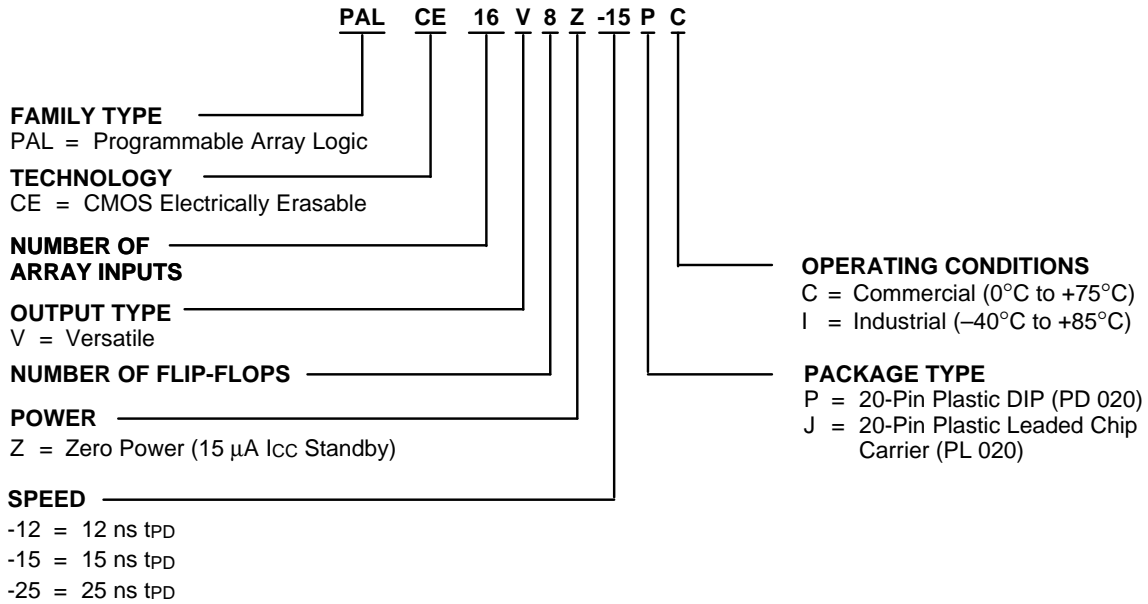 PAL CE 16 V 8 Z -15 P C
FAMILY TYPE
PAL = Programmable Array Logic
TECHNOLOGY
CE = CMOS Electrically Erasable
NUMBER OF
ARRAY INPUTS
OUTPUT TYPE
V = Versatile
NUMBER OF FLIP-FLOPS
POWER
Z = Zero Power (15 μA ICC Standby)
SPEED
-12 = 12 ns tPD
-15 = 15 ns tPD
-25 = 25 ns tPD
OPERATING CONDITIONS
C = Commercial (0°C to +75°C)
I = Industrial (–40°C to +85°C)
PACKAGE TYPE
P = 20-Pin Plastic DIP (PD 020)
J = 20-Pin Plastic Leaded Chip
Carrier (PL 020)